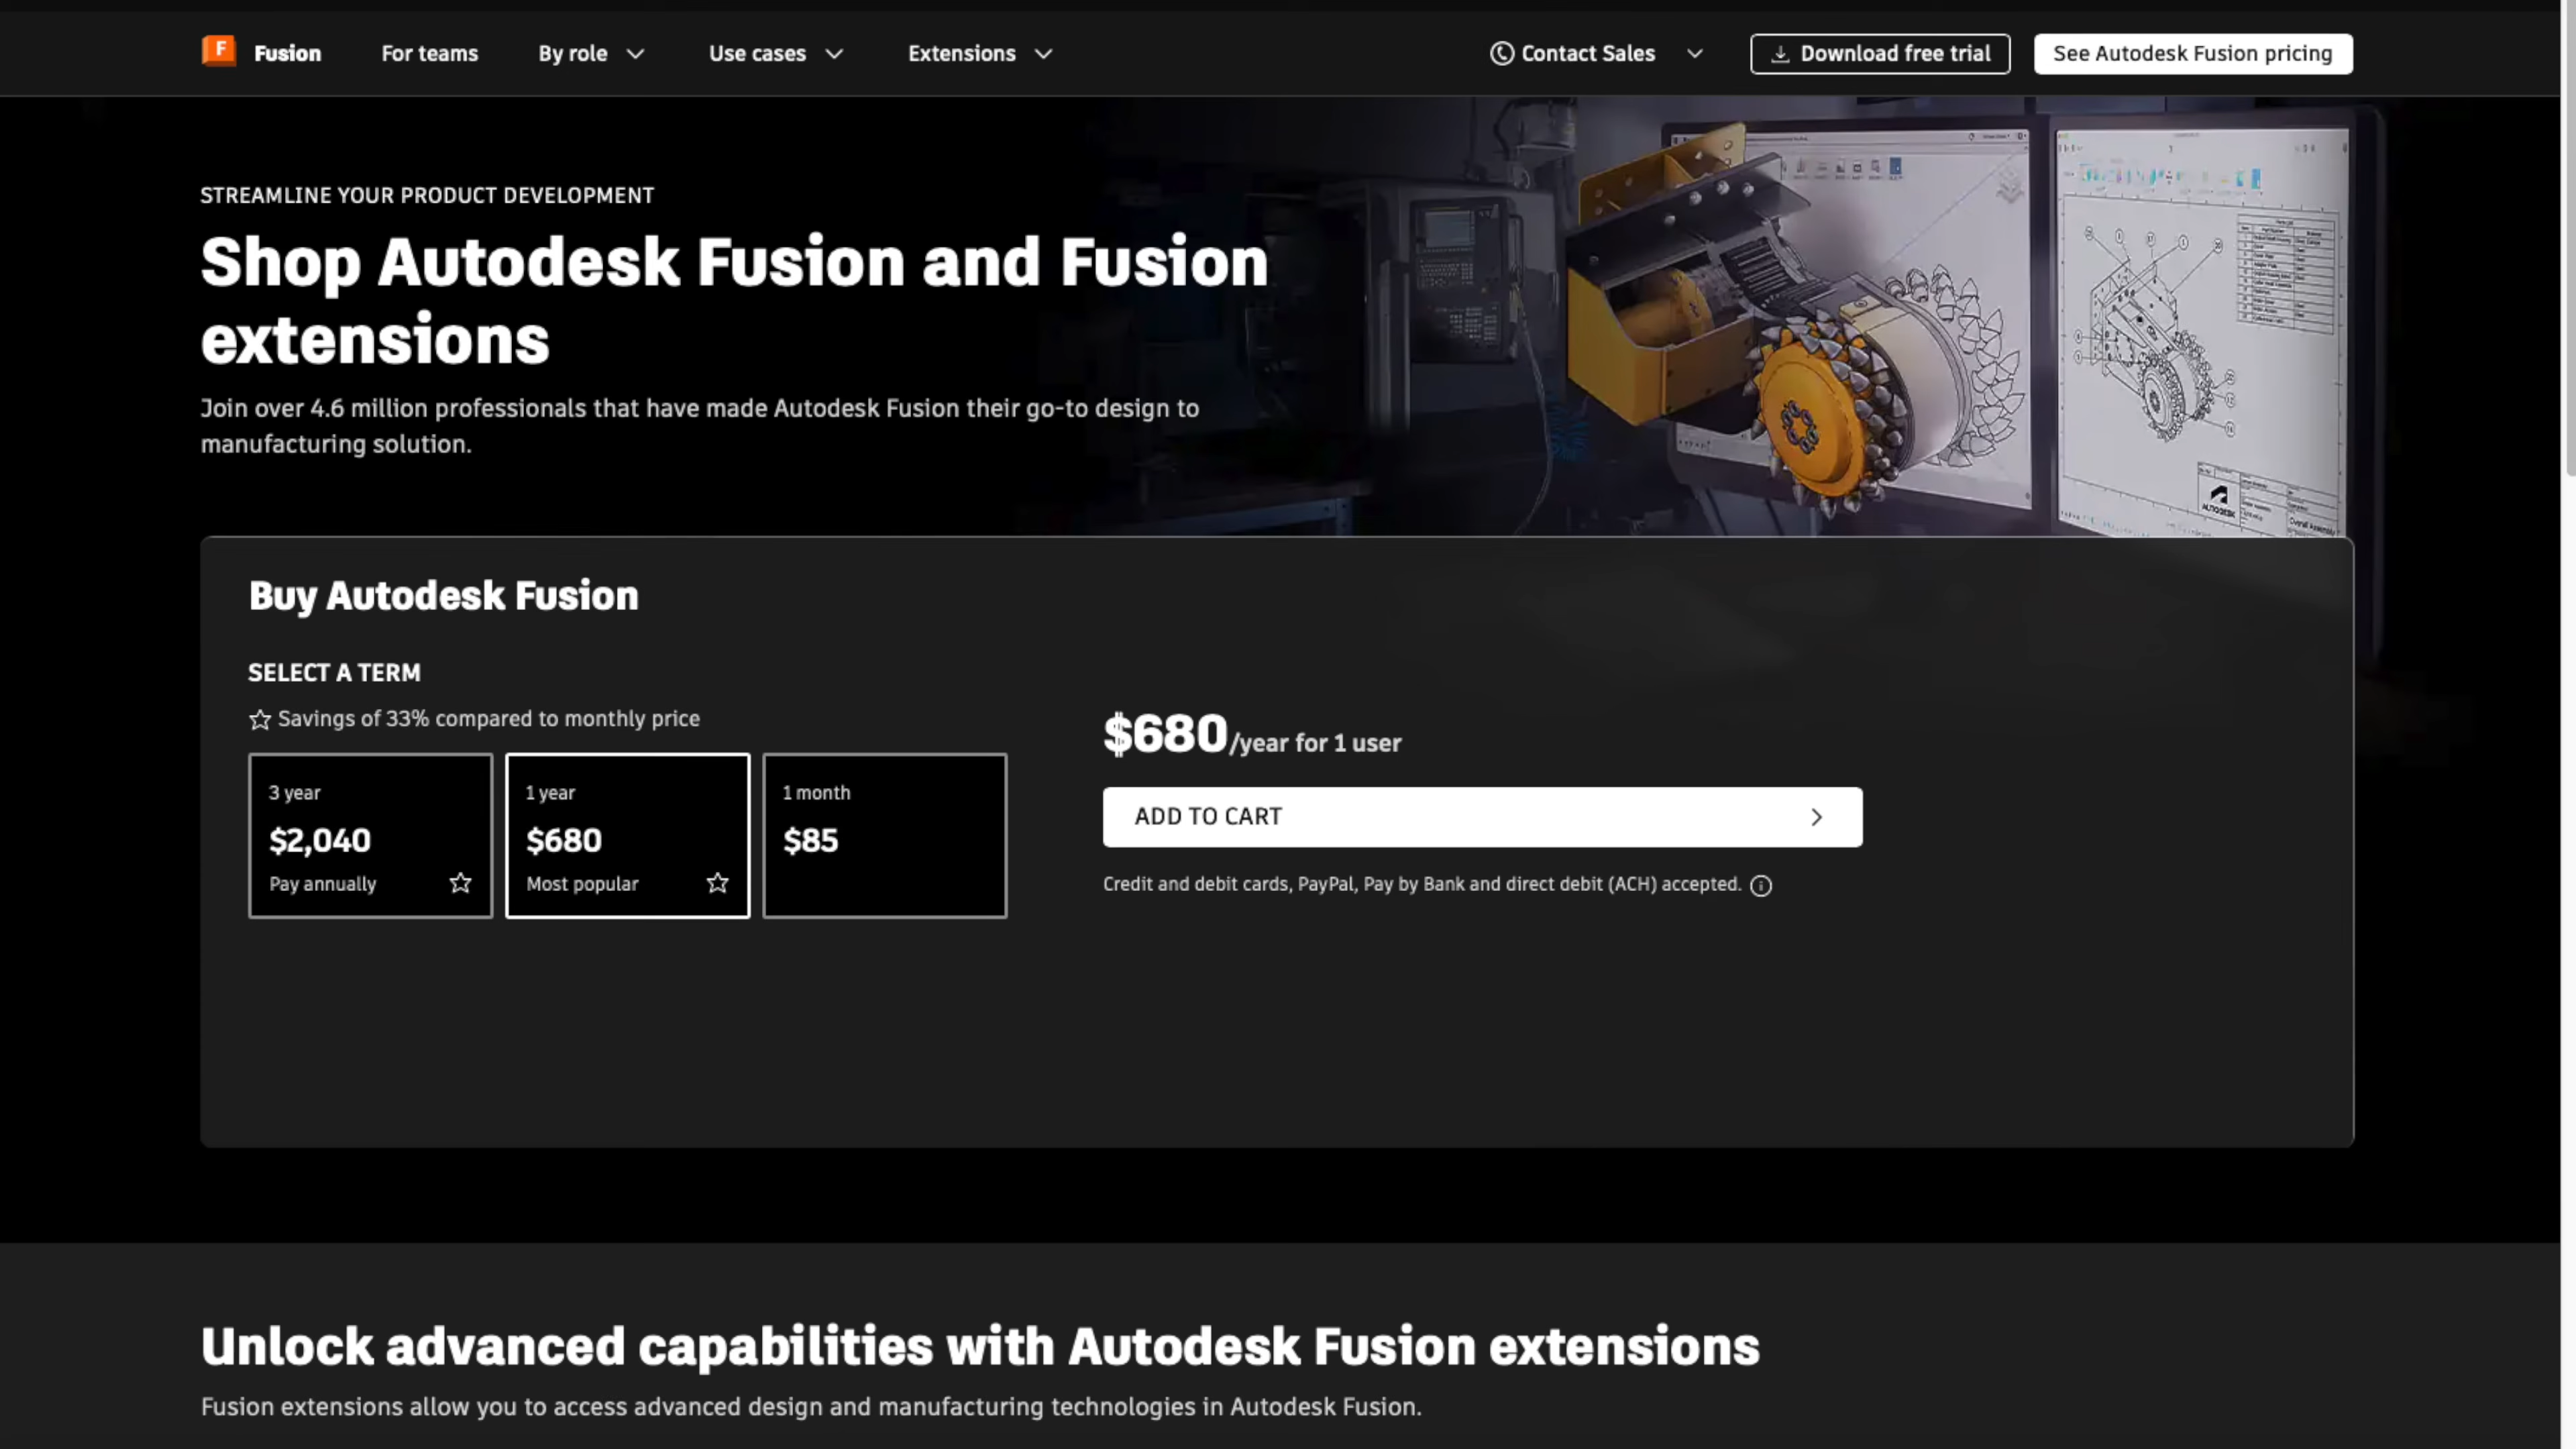 F Fusion For teams By role Use cases Extensions Contact Sales Download free trial See Autodesk Fusion pricing
STREAMLINE YOUR PRODUCT DEVELOPMENT
Shop Autodesk Fusion and Fusion
extensions
Join over 4.6 million professionals that have made Autodesk Fusion their go-to design to
manufacturing solution.
AUTODESK
Buy Autodesk Fusion
SELECT A TERM
Savings of 33% compared to monthly price
3 year
$2,040
Pay annually
1 year
$680
Most popular
1 month
$85
$680/year for 1 user
ADD TO CART
Credit and debit cards, PayPal, Pay by Bank and direct debit (ACH) accepted.
Unlock advanced capabilities with Autodesk Fusion extensions
Fusion extensions allow you to access advanced design and manufacturing technologies in Autodesk Fusion.